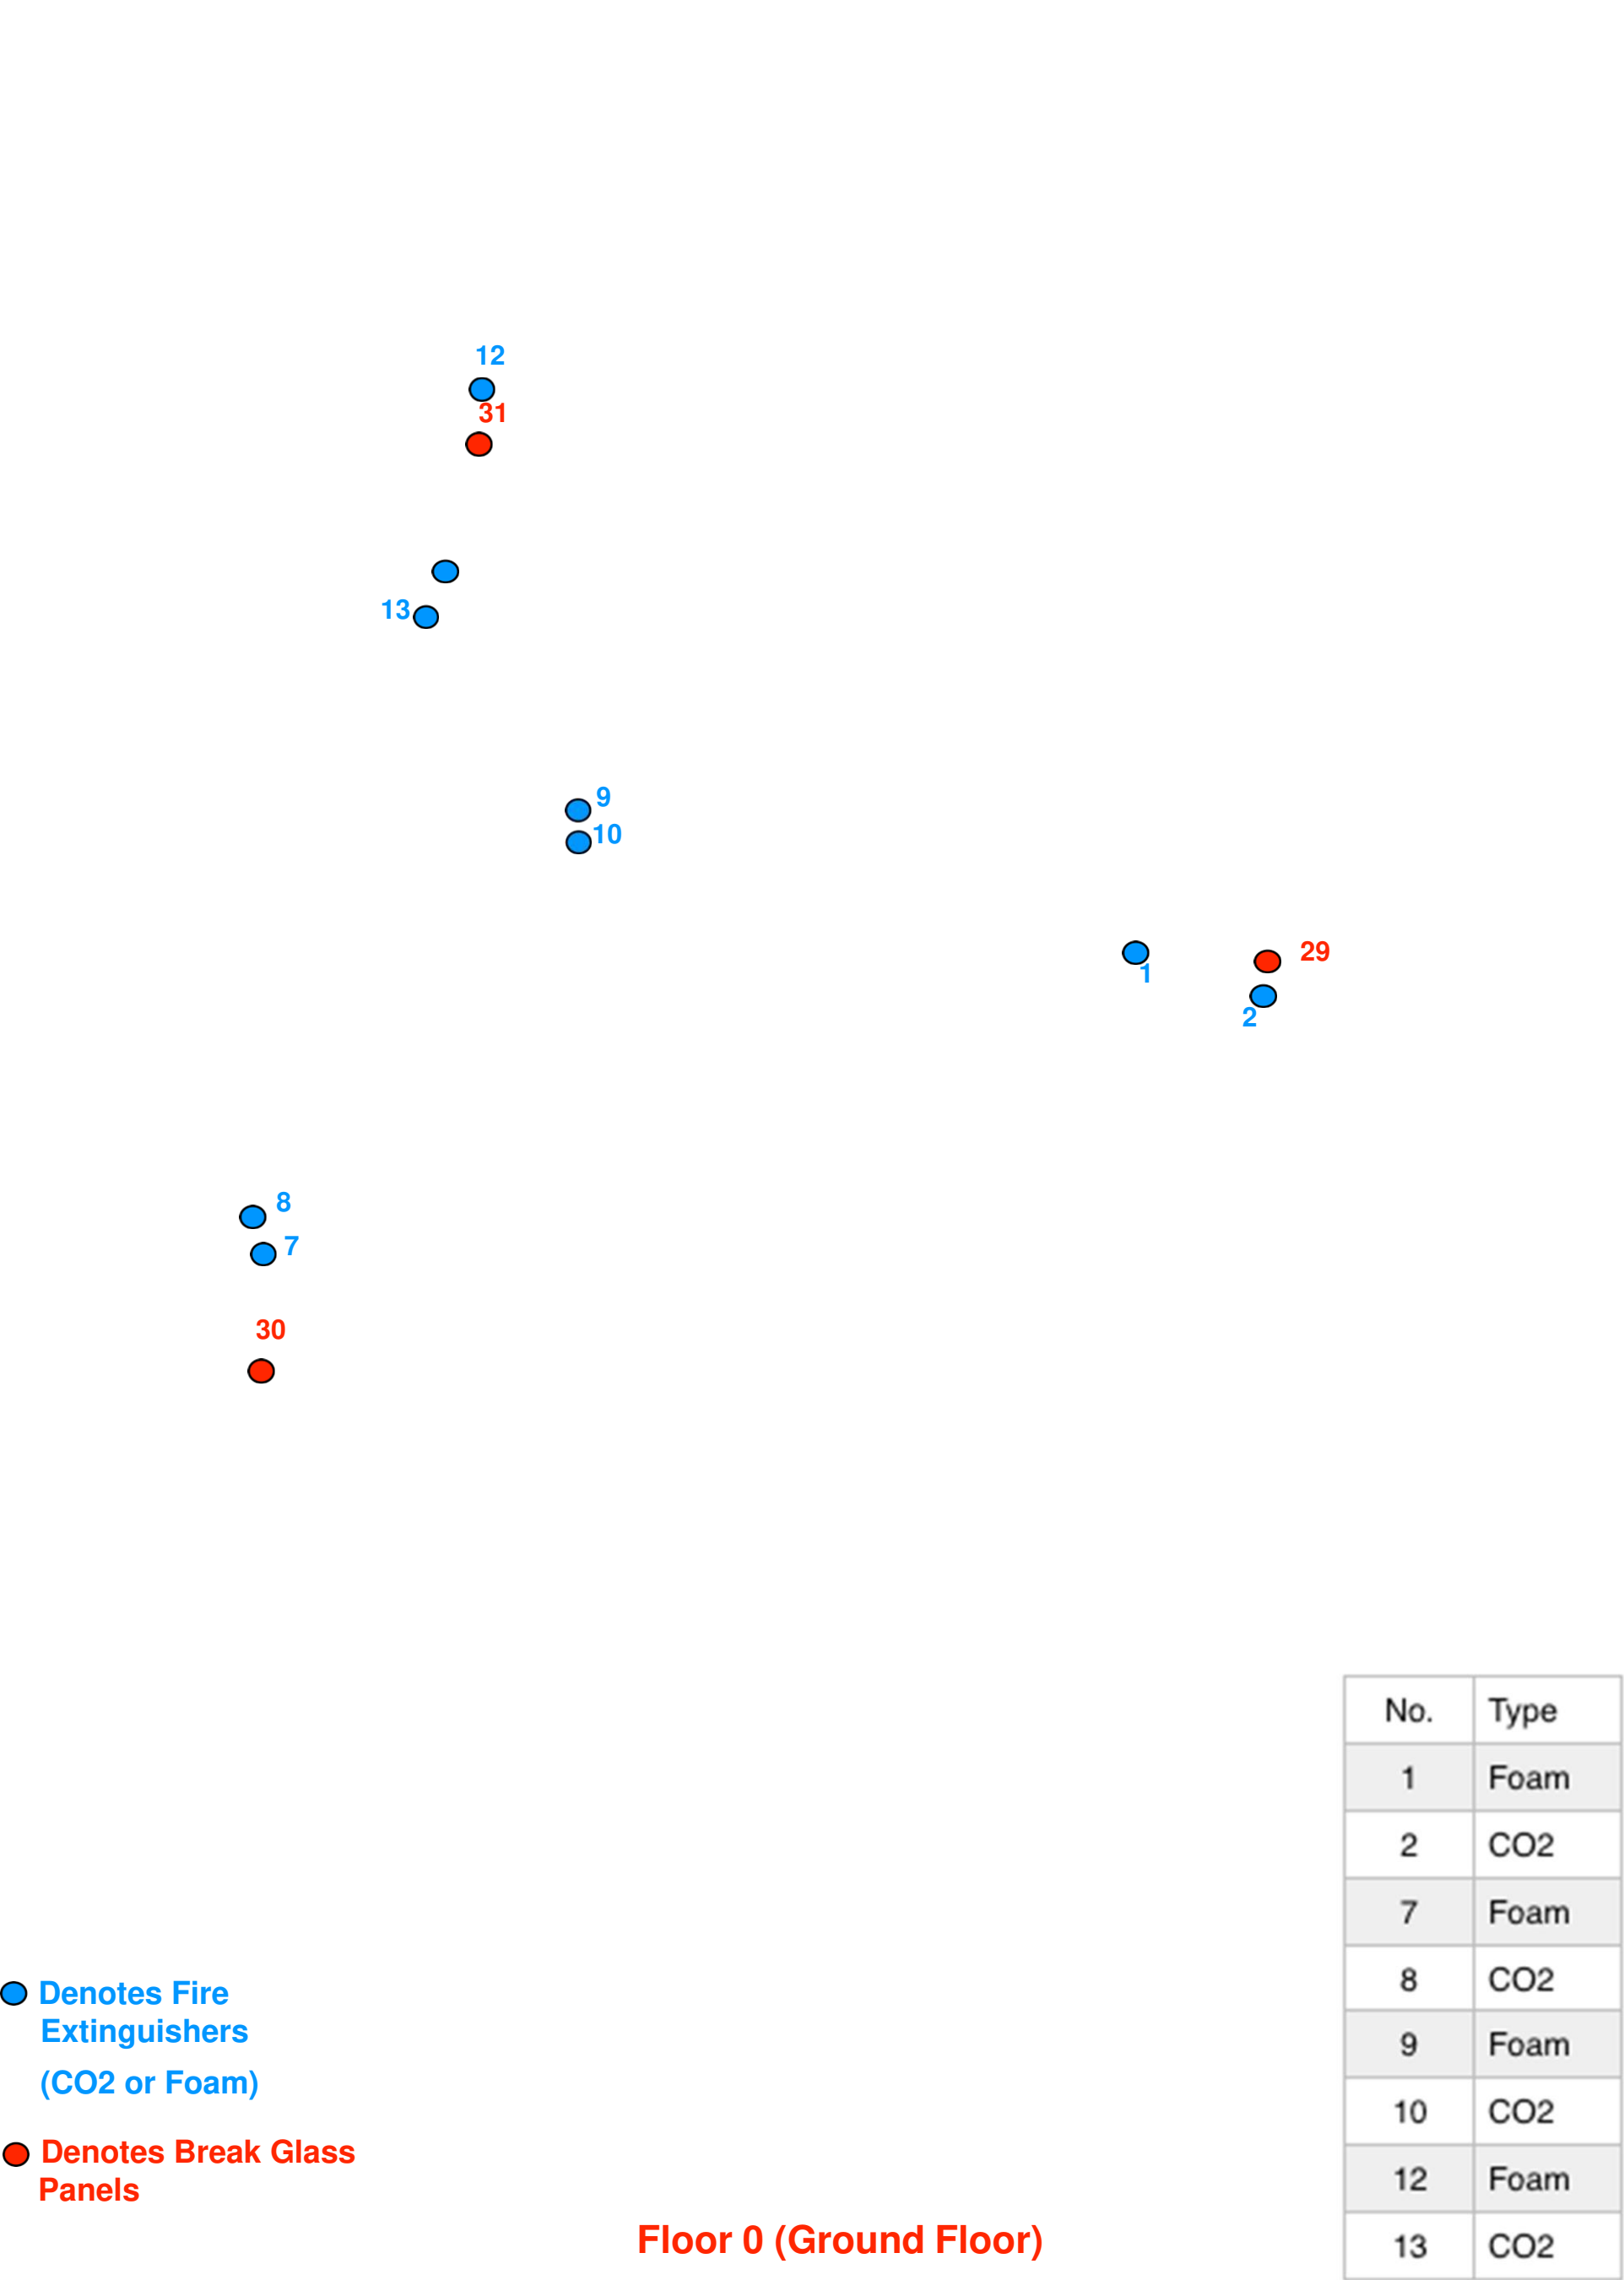 12
31
13
9
10
29
1
2
8
7
30
No. Type
1 Foam
2 CO2
7 Foam
8 CO2
9 Foam
10 CO2
12 Foam
13 CO2
Denotes Fire
Extinguishers
(CO2 or Foam)
Denotes Break Glass
Panels
Floor 0 (Ground Floor)